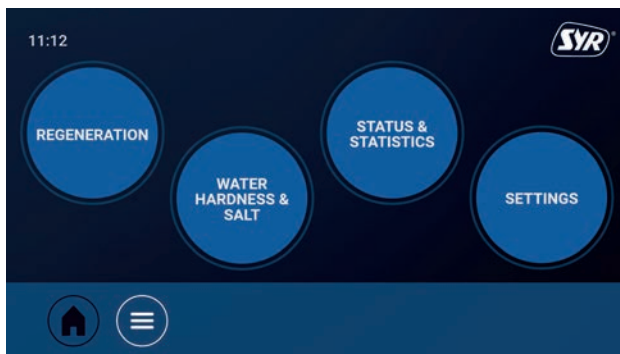 11:12
SYR
REGENERATION
STATUS &
STATISTICS
WATER
HARDNESS &
SALT
SETTINGS